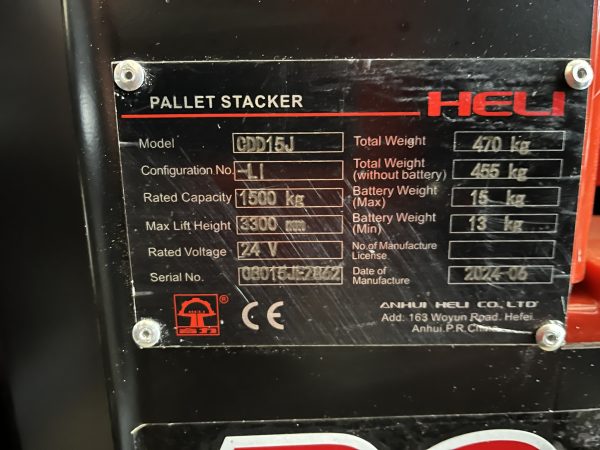 PALLET STACKER
HELI
Model CDD15J Total Weight 470 kg
Configuration No. -LI Total Weight (without battery) 455 kg
Rated Capacity 1500 kg Battery Weight (Max) 15 kg
Max Lift Height 3300 mm Battery Weight (Min) 13 kg
Rated Voltage 24 V No.of Manufacture License
Serial No. Date of Manufacture 2024-06
HELI
合力
®
CE
ANHUI HELI CO., LTD
Add: 163 Woyun Road. Hefei.
Anhui.P.R.China